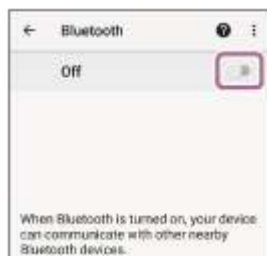 Bluetooth
Off
When Bluetooth is turned on, your device
can communicate with other nearby
Bluetooth devices.